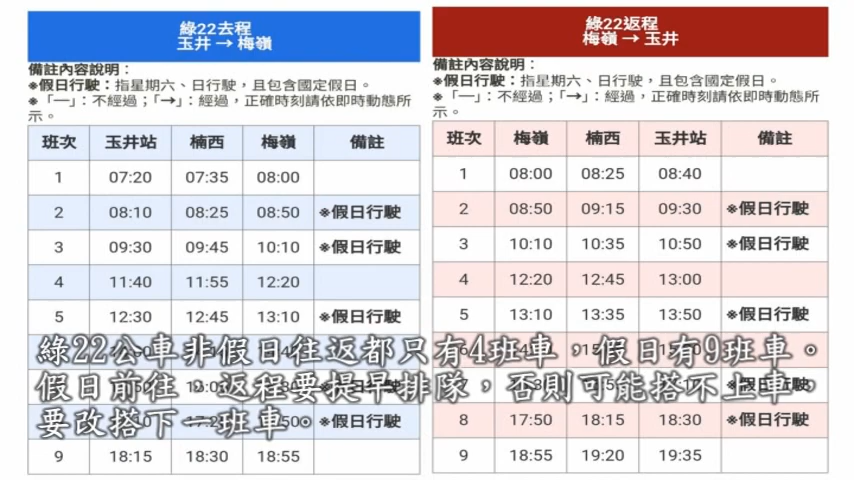 綠22去程
玉井 → 梅嶺
備註內容說明：
※假日行駛：指星期六、日行駛，且包含國定假日。
※「—」：不經過；「→」：經過，正確時刻請依即時動態所
示。
班次 玉井站 楠西 梅嶺 備註
1 07:20 07:35 08:00
2 08:10 08:25 08:50 ※假日行駛
3 09:30 09:45 10:10 ※假日行駛
4 11:40 11:55 12:20
5 12:30 12:45 13:10 ※假日行駛
※假日行駛
9 18:15 18:30 18:55
綠22返程
梅嶺 → 玉井
備註內容說明：
※假日行駛：指星期六、日行駛，且包含國定假日。
※「—」：不經過；「→」：經過，正確時刻請依即時動態所
示。
班次 梅嶺 楠西 玉井站 備註
1 08:00 08:25 08:40
2 08:50 09:15 09:30 ※假日行駛
3 10:10 10:35 10:50 ※假日行駛
4 12:20 12:45 13:00
5 13:10 13:35 13:50 ※假日行駛
8 17:50 18:15 18:30 ※假日行駛
9 18:55 19:20 19:35
綠22公車非假日往返都只有4班車，假日有9班車。
假日前往，返程要提早排隊，否則可能搭不上車，
要改搭下一班車。